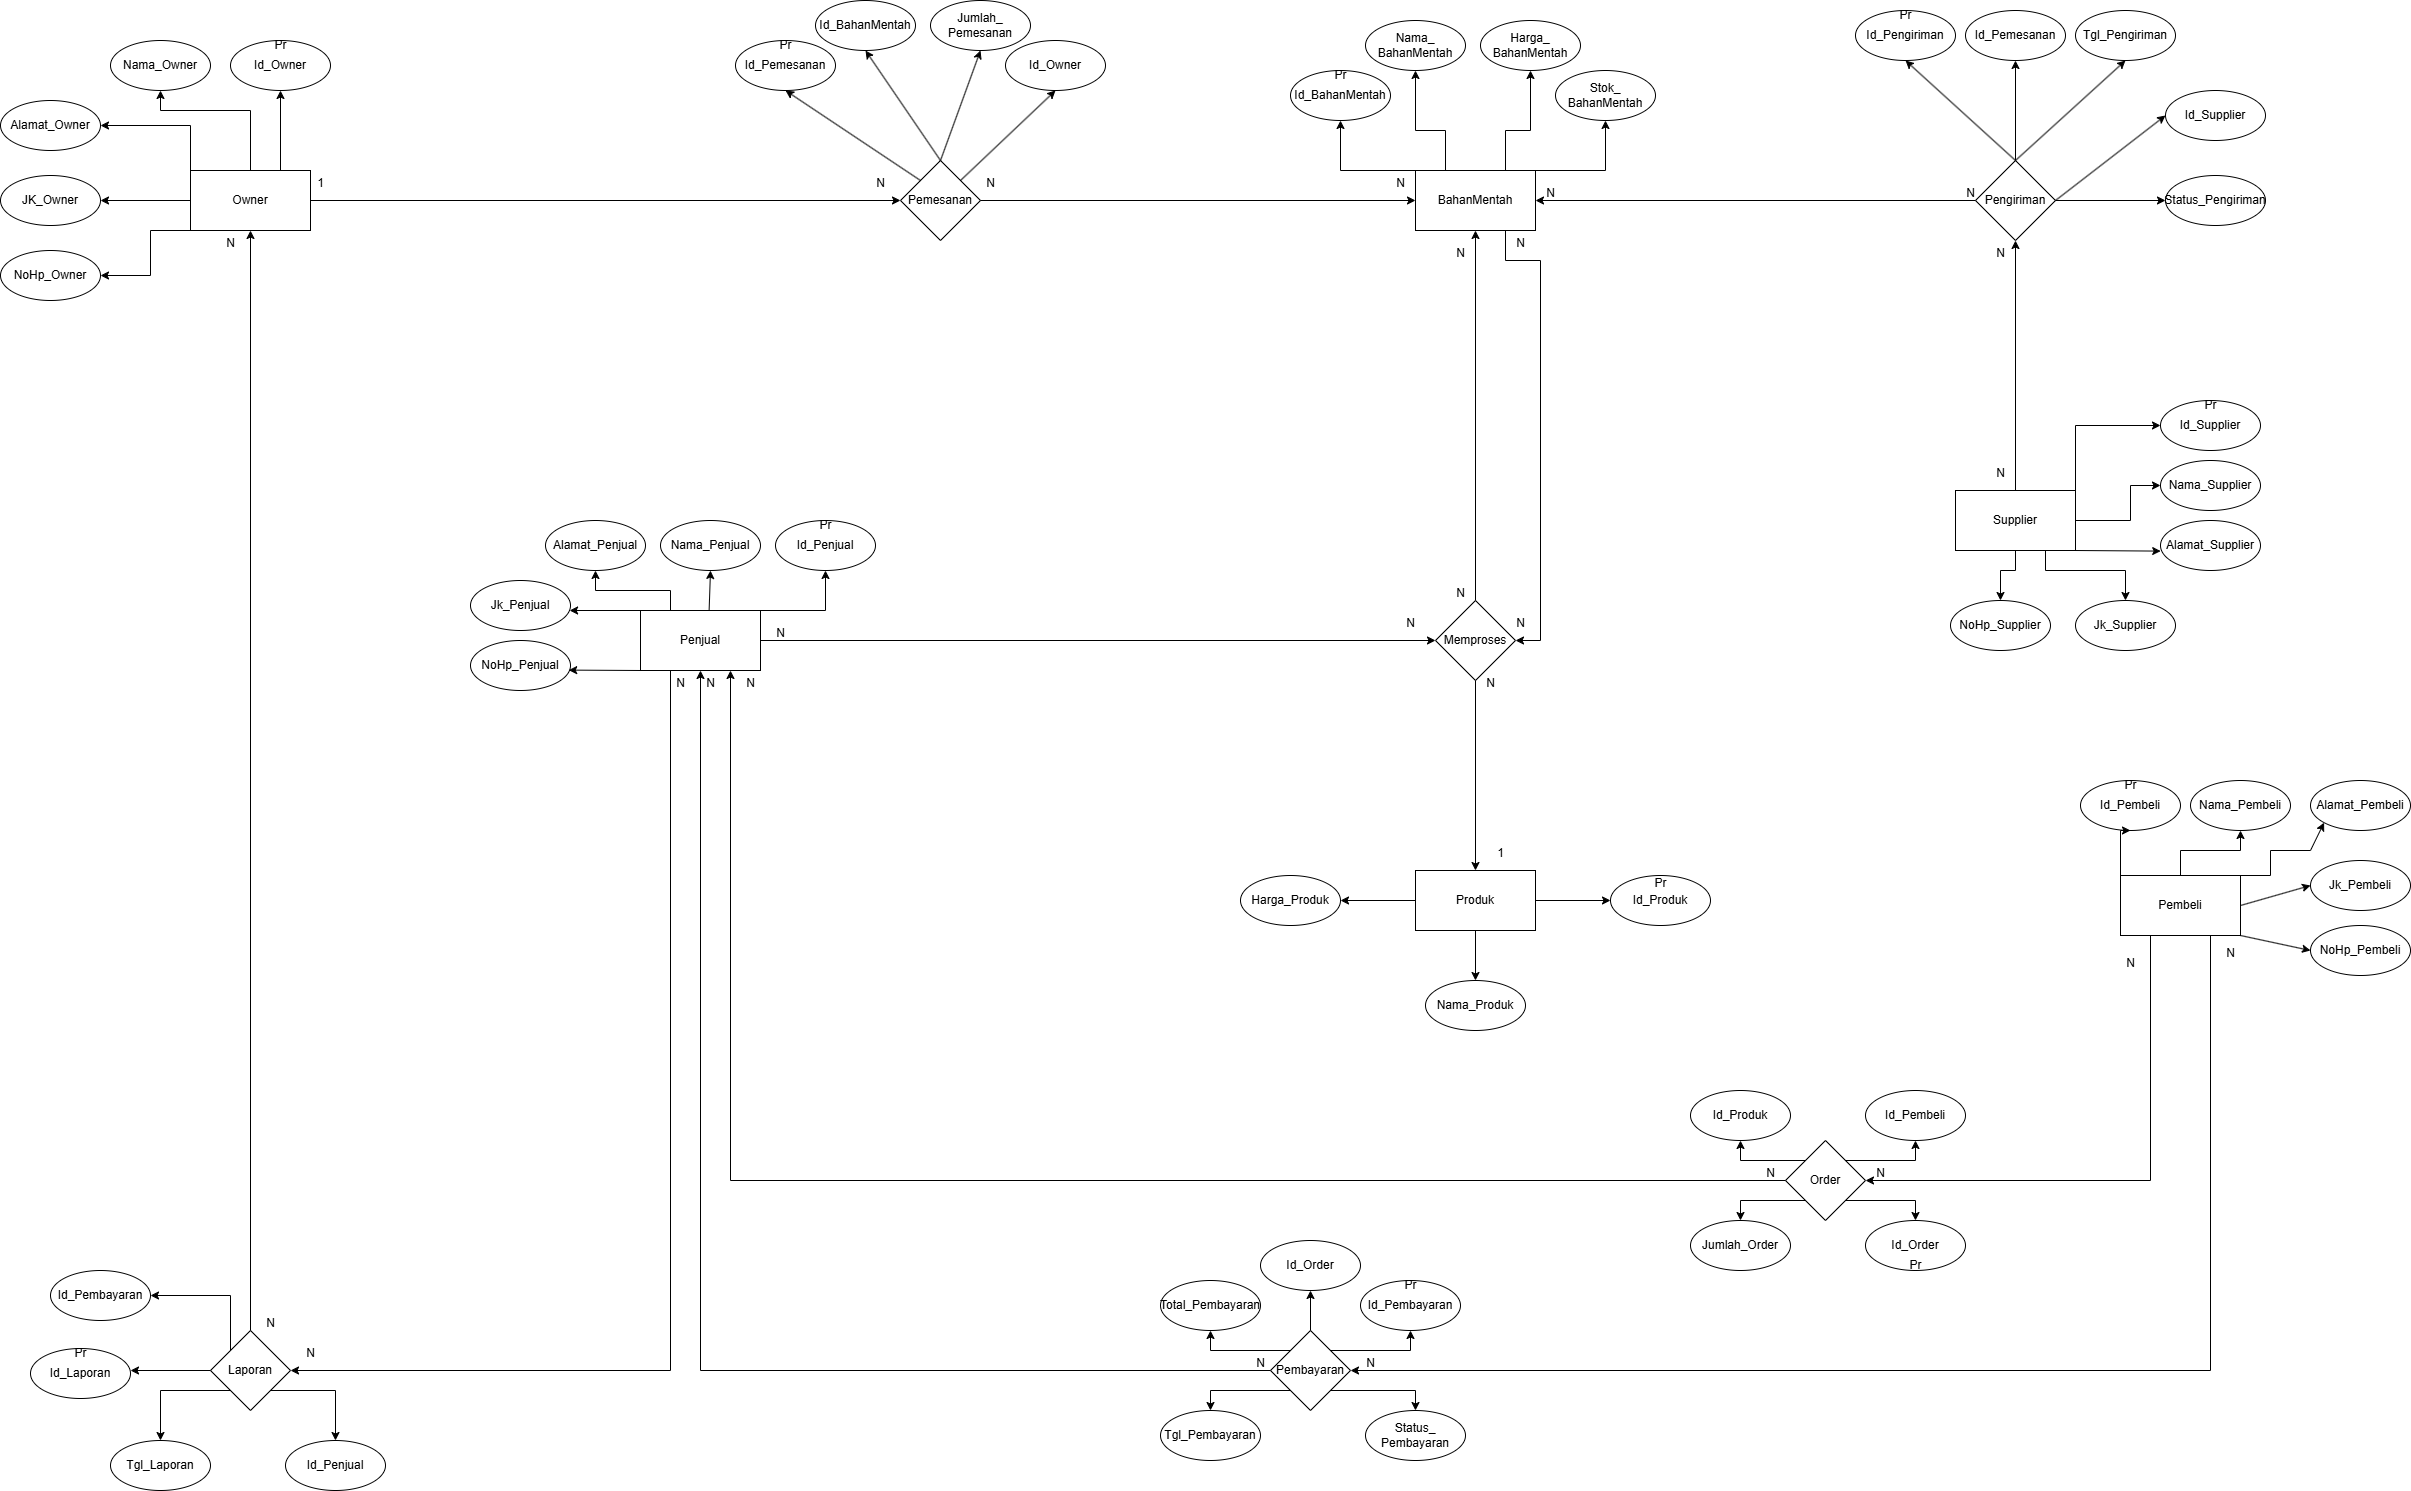 Id_BahanMentah
Jumlah_
Pemesanan
Pr
Id_Pemesanan
Id_Owner
Nama_Owner
Pr
Id_Owner
Alamat_Owner
JK_Owner
NoHp_Owner
Owner
1
N
N
Pemesanan
N
Nama_
BahanMentah
Harga_
BahanMentah
Pr
Id_BahanMentah
Stok_
BahanMentah
N
BahanMentah
N
N
N
Pr
Id_Pengiriman
Id_Pemesanan
Tgl_Pengiriman
Id_Supplier
Status_Pengiriman
N
Pengiriman
N
Pr
Id_Supplier
Nama_Supplier
Alamat_Supplier
N
Supplier
NoHp_Supplier
Jk_Supplier
Alamat_Penjual
Nama_Penjual
Pr
Id_Penjual
Jk_Penjual
NoHp_Penjual
Penjual
N
N
N
N
N
N
N
Memproses
N
1
Harga_Produk
Produk
Pr
Id_Produk
Nama_Produk
Pr
Id_Pembeli
Nama_Pembeli
Alamat_Pembeli
Jk_Pembeli
Pembeli
NoHp_Pembeli
N
N
Id_Produk
Id_Pembeli
N
Order
N
Jumlah_Order
Id_Order
Pr
Id_Order
Total_Pembayaran
Pr
Id_Pembayaran
N
Pembayaran
N
Tgl_Pembayaran
Status_
Pembayaran
Id_Pembayaran
N
N
Pr
Id_Laporan
Laporan
Tgl_Laporan
Id_Penjual